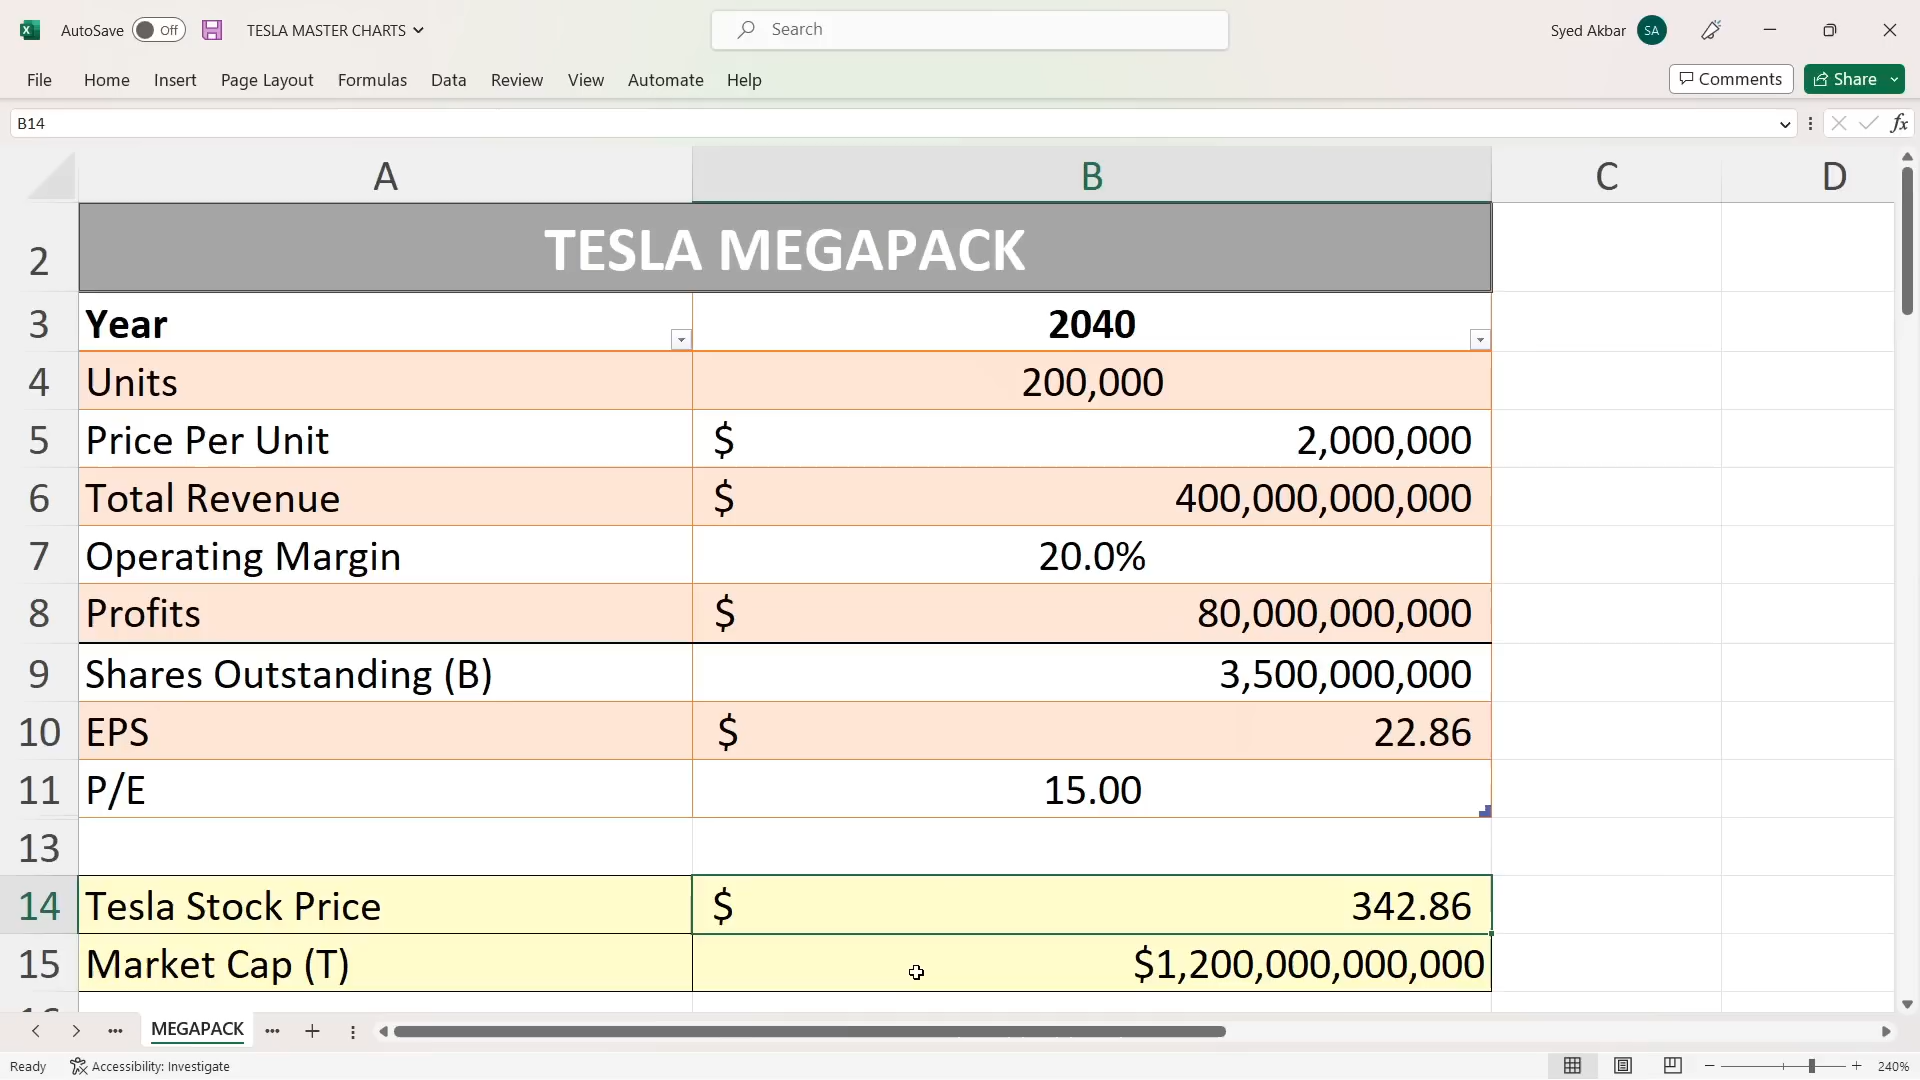 AutoSave Off TESLA MASTER CHARTS Search Syed Akbar SA
File Home Insert Page Layout Formulas Data Review View Automate Help Comments Share
B14 fx
A B C D
2 TESLA MEGAPACK
3 Year 2040
4 Units 200,000
5 Price Per Unit $ 2,000,000
6 Total Revenue $ 400,000,000,000
7 Operating Margin 20.0%
8 Profits $ 80,000,000,000
9 Shares Outstanding (B) 3,500,000,000
10 EPS $ 22.86
11 P/E 15.00
13
14 Tesla Stock Price $ 342.86
15 Market Cap (T) $1,200,000,000,000
MEGAPACK
Ready Accessibility: Investigate 240%